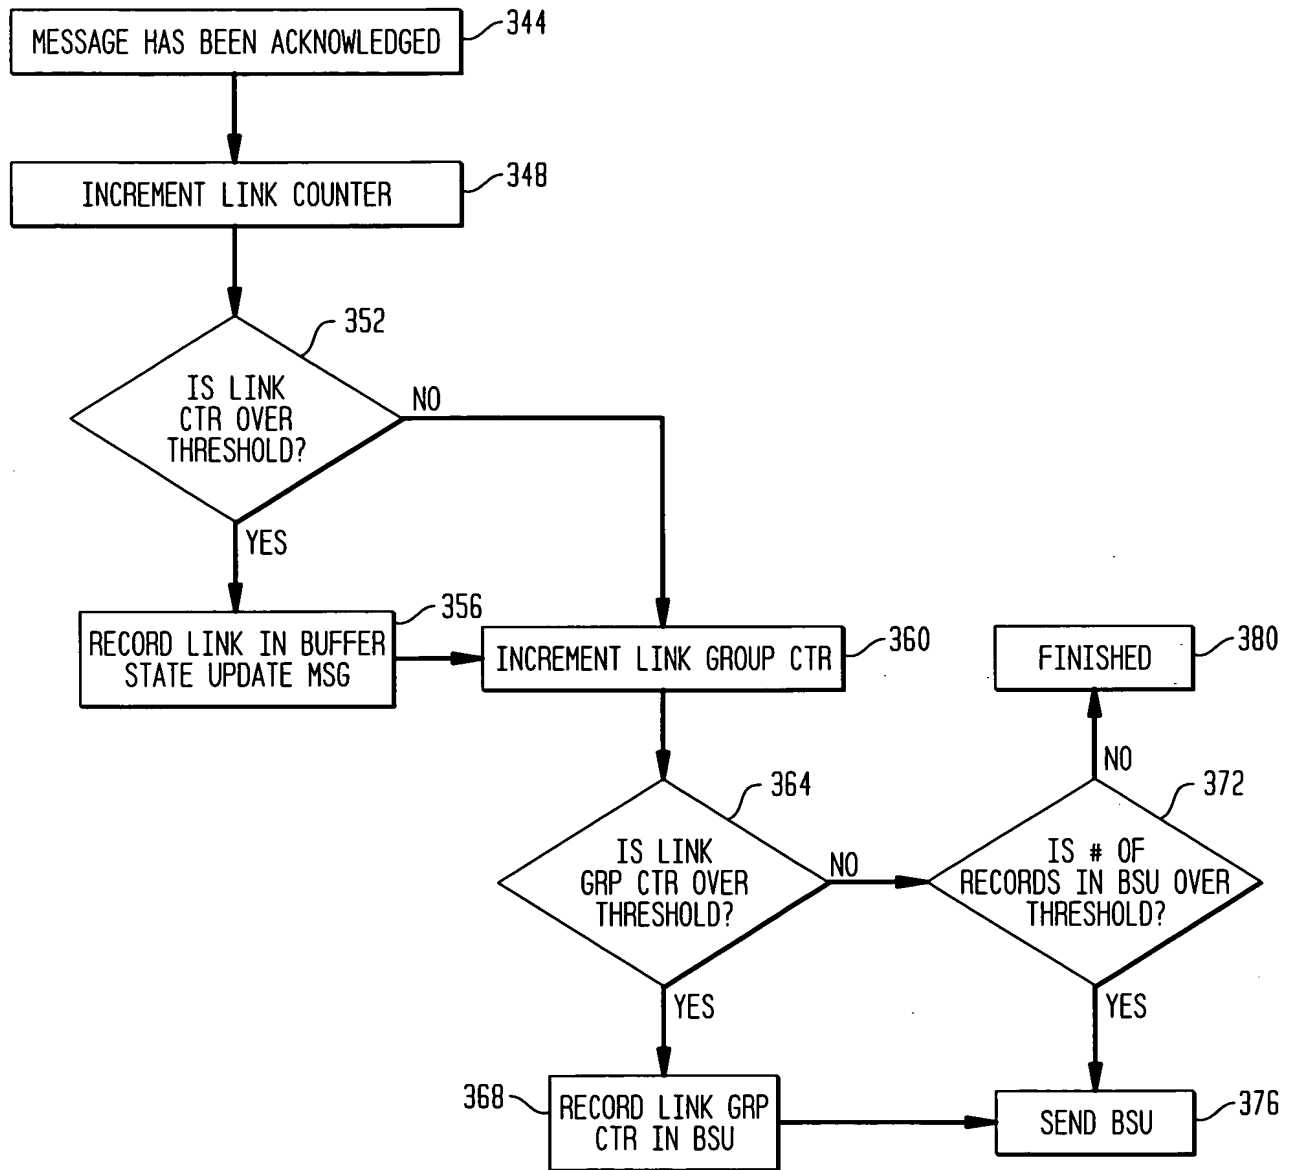 MESSAGE HAS BEEN ACKNOWLEDGED
344
INCREMENT LINK COUNTER
348
352
IS LINK
CTR OVER
THRESHOLD?
NO
YES
356
RECORD LINK IN BUFFER
STATE UPDATE MSG
INCREMENT LINK GROUP CTR
360
FINISHED
380
364
IS LINK
GRP CTR OVER
THRESHOLD?
NO
YES
NO
372
IS # OF
RECORDS IN BSU OVER
THRESHOLD?
YES
368
RECORD LINK GRP
CTR IN BSU
SEND BSU
376